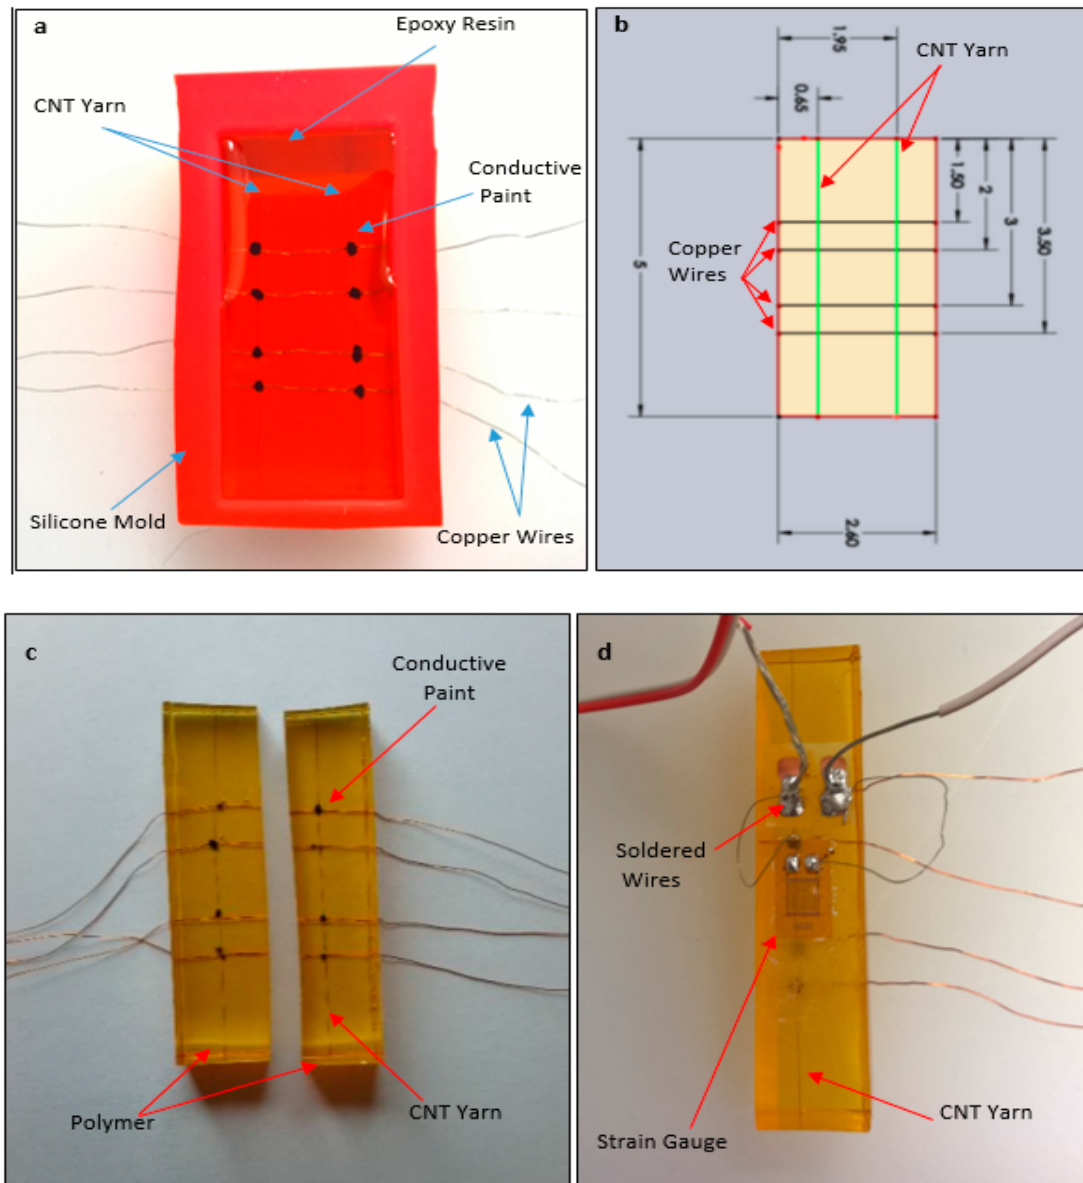 a
Epoxy Resin
CNT Yarn
Conductive
Paint
Silicone Mold
Copper Wires
b
1.95
CNT Yarn
0.65
1.50
2
3
3.50
Copper
Wires
5
2.60
c
Conductive
Paint
Polymer
CNT Yarn
d
Soldered
Wires
CNT Yarn
Strain Gauge